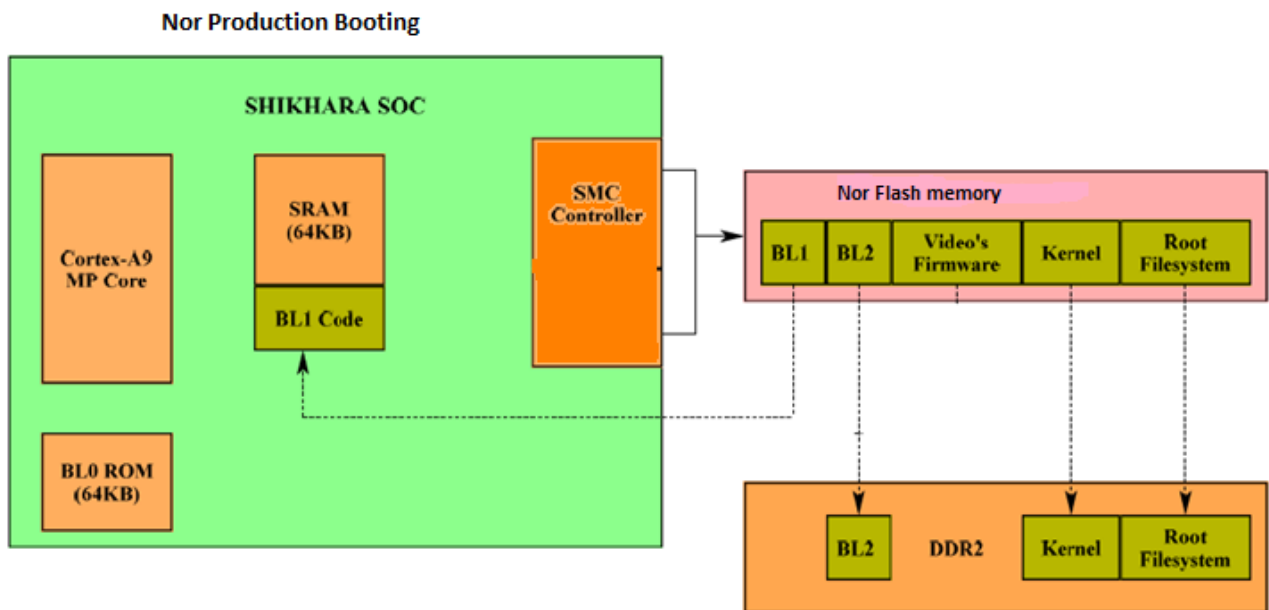 Nor Production Booting
SHIKHARA SOC
Cortex-A9
MP Core
SRAM
(64KB)
BL1 Code
SMC
Controller
BL0 ROM
(64KB)
Nor Flash memory
BL1
BL2
Video's
Firmware
Kernel
Root
Filesystem
BL2
DDR2
Kernel
Root
Filesystem